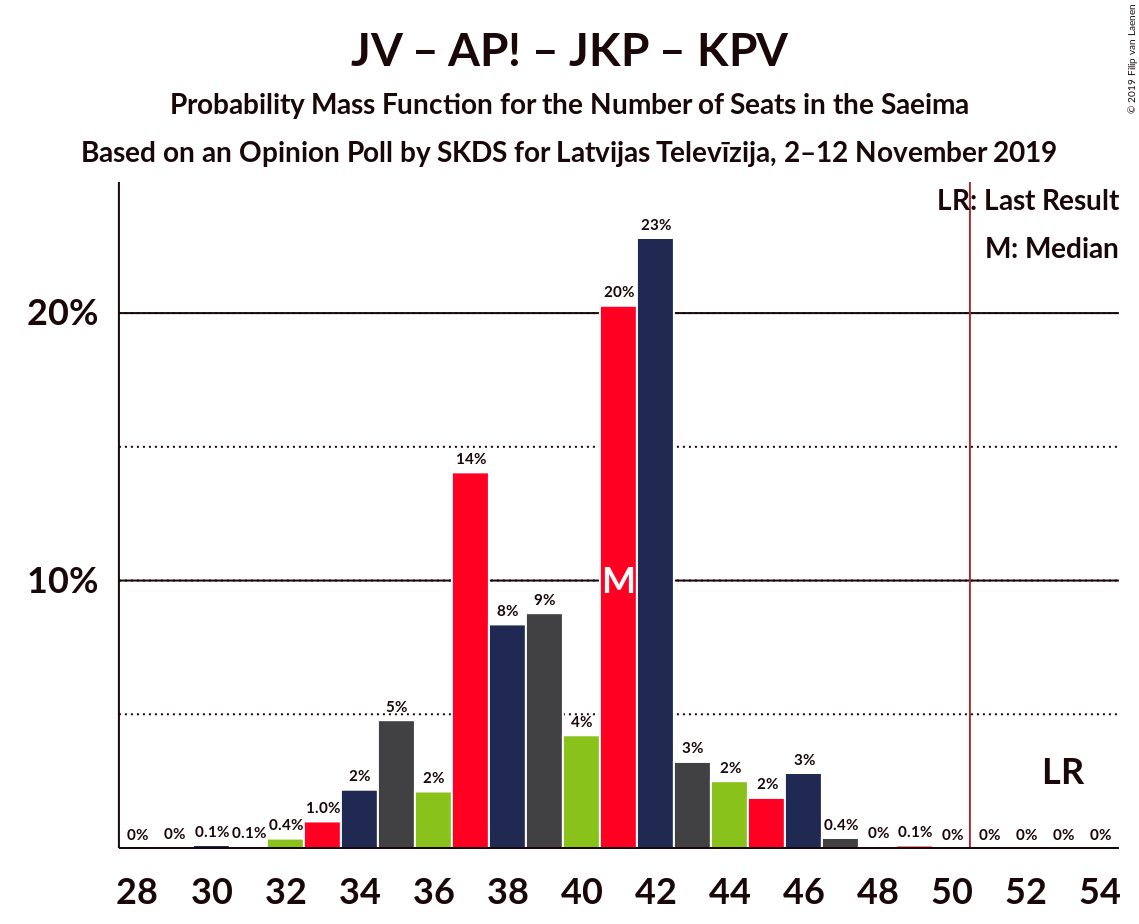 JV – AP! – JKP – KPV
Probability Mass Function for the Number of Seats in the Saeima
Based on an Opinion Poll by SKDS for Latvijas Televīzija, 2–12 November 2019
© 2019 Filip van Laenen
LR: Last Result
M: Median
20%
10%
0% 0% 0.1% 0.1% 0.4% 1.0% 2% 5% 2% 14% 8% 9% 4% 20% 23% 3% 2% 2% 3% 0.4% 0% 0.1% 0% 0% 0% 0% 0%
M
LR
28 30 32 34 36 38 40 42 44 46 48 50 52 54